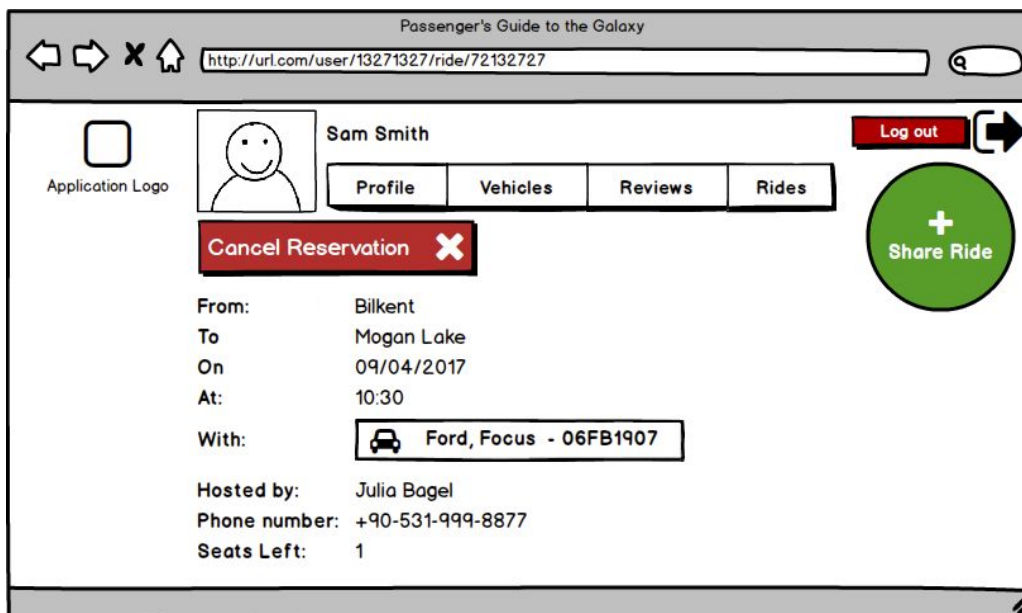 Passenger's Guide to the Galaxy
http://url.com/user/13271327/ride/72132727
Application Logo
Sam Smith
Log out
Profile Vehicles Reviews Rides
Cancel Reservation
Share Ride
From: Bilkent
To Mogan Lake
On 09/04/2017
At: 10:30
With: Ford, Focus - 06FB1907
Hosted by: Julia Bagel
Phone number: +90-531-999-8877
Seats Left: 1